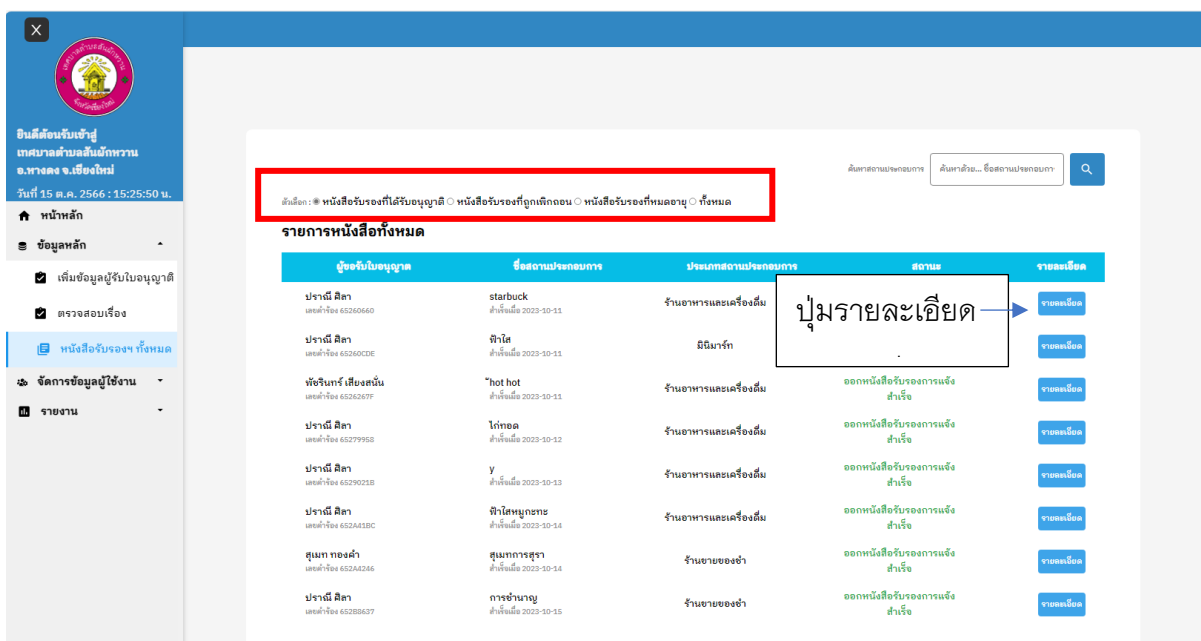 X
ยินดีต้อนรับเข้าสู่
เทศบาลตำบลสันผักหวาน
อ.หางดง จ.เชียงใหม่
วันที่ 15 ต.ค. 2566 : 15:25:50 น.
หน้าหลัก
ข้อมูลหลัก
เพิ่มข้อมูลผู้รับใบอนุญาติ
ตรวจสอบเรื่อง
หนังสือรับรองฯ ทั้งหมด
จัดการข้อมูลผู้ใช้งาน
รายงาน
ค้นหาสถานประกอบการ ค้นหาด้วย... ชื่อสถานประกอบกา
ตัวเลือก : หนังสือรับรองที่ได้รับอนุญาติ หนังสือรับรองที่ถูกเพิกถอน หนังสือรับรองที่หมดอายุ ทั้งหมด
รายการหนังสือทั้งหมด
ผู้ขอรับใบอนุญาต ชื่อสถานประกอบการ ประเภทสถานประกอบการ สถานะ รายละเอียด
ปราณี ศิลา starbuck ร้านอาหารและเครื่องดื่ม รายละเอียด
เลขคำร้อง 65260660 สำเร็จเมื่อ 2023-10-11
ปุ่มรายละเอียด
ปราณี ศิลา ฟ้าใส มินิมาร์ท รายละเอียด
เลขคำร้อง 65260CDE สำเร็จเมื่อ 2023-10-11
พัชรินทร์ เสียงสนั่น ํhot hot ร้านอาหารและเครื่องดื่ม ออกหนังสือรับรองการแจ้ง สำเร็จ รายละเอียด
เลขคำร้อง 6526267F สำเร็จเมื่อ 2023-10-11
ปราณี ศิลา ไก่ทอด ร้านอาหารและเครื่องดื่ม ออกหนังสือรับรองการแจ้ง สำเร็จ รายละเอียด
เลขคำร้อง 65279958 สำเร็จเมื่อ 2023-10-12
ปราณี ศิลา y ร้านอาหารและเครื่องดื่ม ออกหนังสือรับรองการแจ้ง สำเร็จ รายละเอียด
เลขคำร้อง 6529021B สำเร็จเมื่อ 2023-10-13
ปราณี ศิลา ฟ้าใสหมูกะทะ ร้านอาหารและเครื่องดื่ม ออกหนังสือรับรองการแจ้ง สำเร็จ รายละเอียด
เลขคำร้อง 652A41BC สำเร็จเมื่อ 2023-10-14
สุเมท ทองคำ สุเมทการสุรา ร้านขายของชำ ออกหนังสือรับรองการแจ้ง สำเร็จ รายละเอียด
เลขคำร้อง 652A4246 สำเร็จเมื่อ 2023-10-14
ปราณี ศิลา การชำนาญ ร้านขายของชำ ออกหนังสือรับรองการแจ้ง สำเร็จ รายละเอียด
เลขคำร้อง 652B8637 สำเร็จเมื่อ 2023-10-15